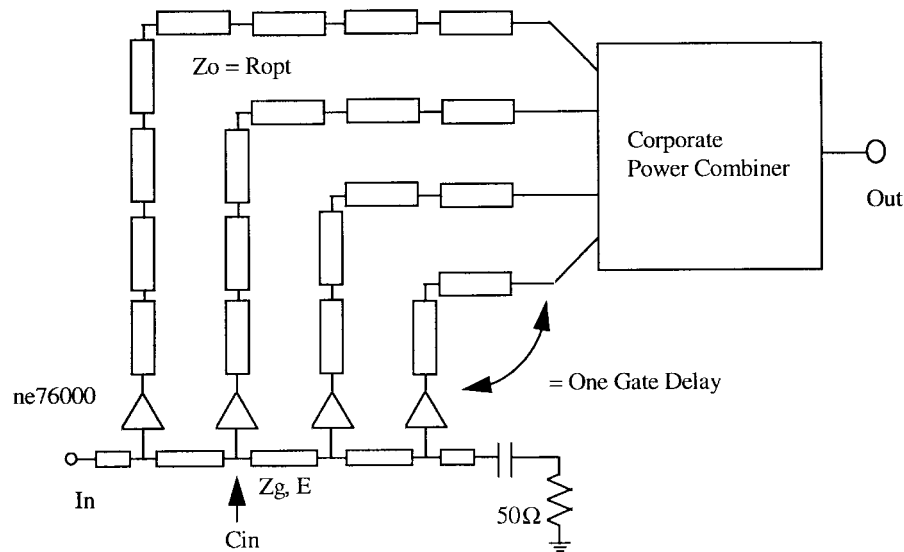 Zo = Ropt
Corporate
Power Combiner
Out
ne76000
= One Gate Delay
In
Zg, E
50Ω
Cin